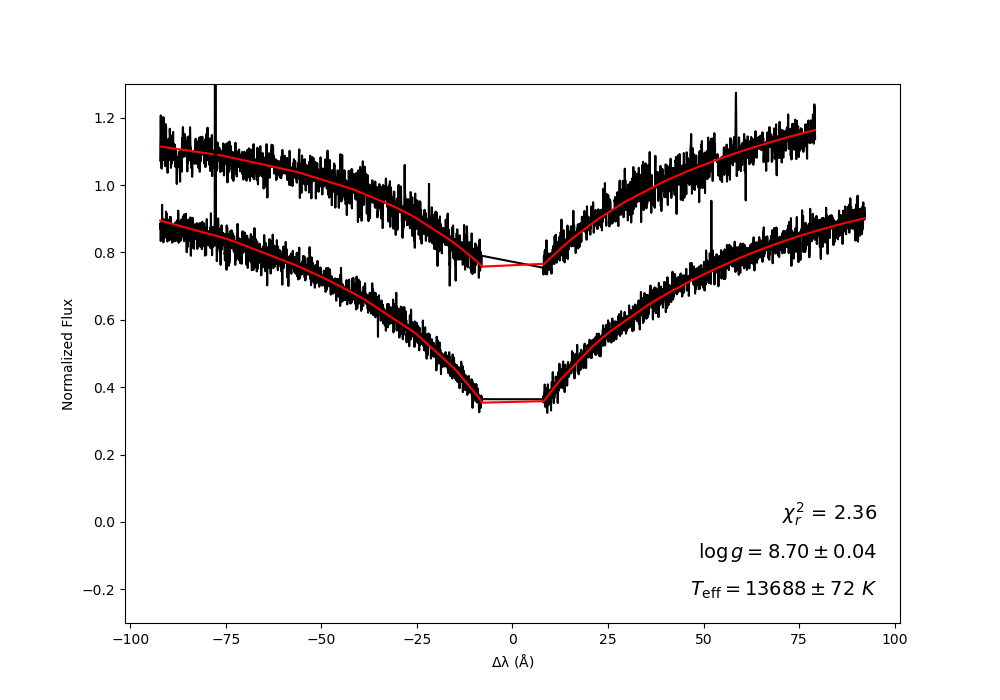 1.2
1.0
0.8
0.6
0.4
0.2
0.0
−0.2
Normalized Flux
χ²ᵣ = 2.36
log g = 8.70 ± 0.04
T_eff = 13688 ± 72 K
−100 −75 −50 −25 0 25 50 75 100
Δλ (Å)